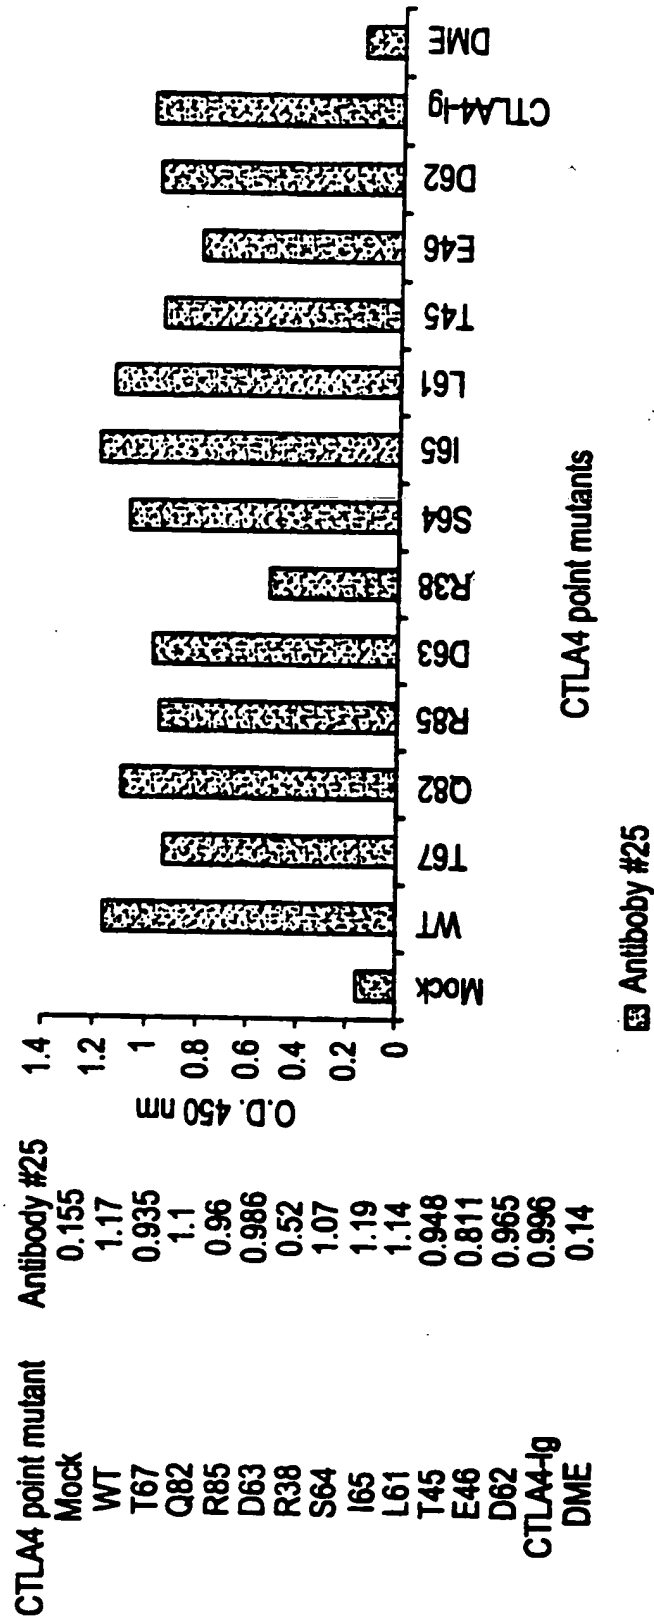 CTLA4 point mutant Antibody #25
Mock 0.155
WT 1.17
T67 0.935
Q82 1.1
R85 0.96
D63 0.986
R38 0.52
S64 1.07
I65 1.19
L61 1.14
T45 0.948
E46 0.811
D62 0.965
CTLA4-Ig 0.996
DME 0.14
O.D. 450 nm
1.4
1.2
1
0.8
0.6
0.4
0.2
0
Mock
WT
T67
Q82
R85
D63
R38
S64
I65
L61
T45
E46
D62
CTLA4-Ig
DME
CTLA4 point mutants
Antiboby #25